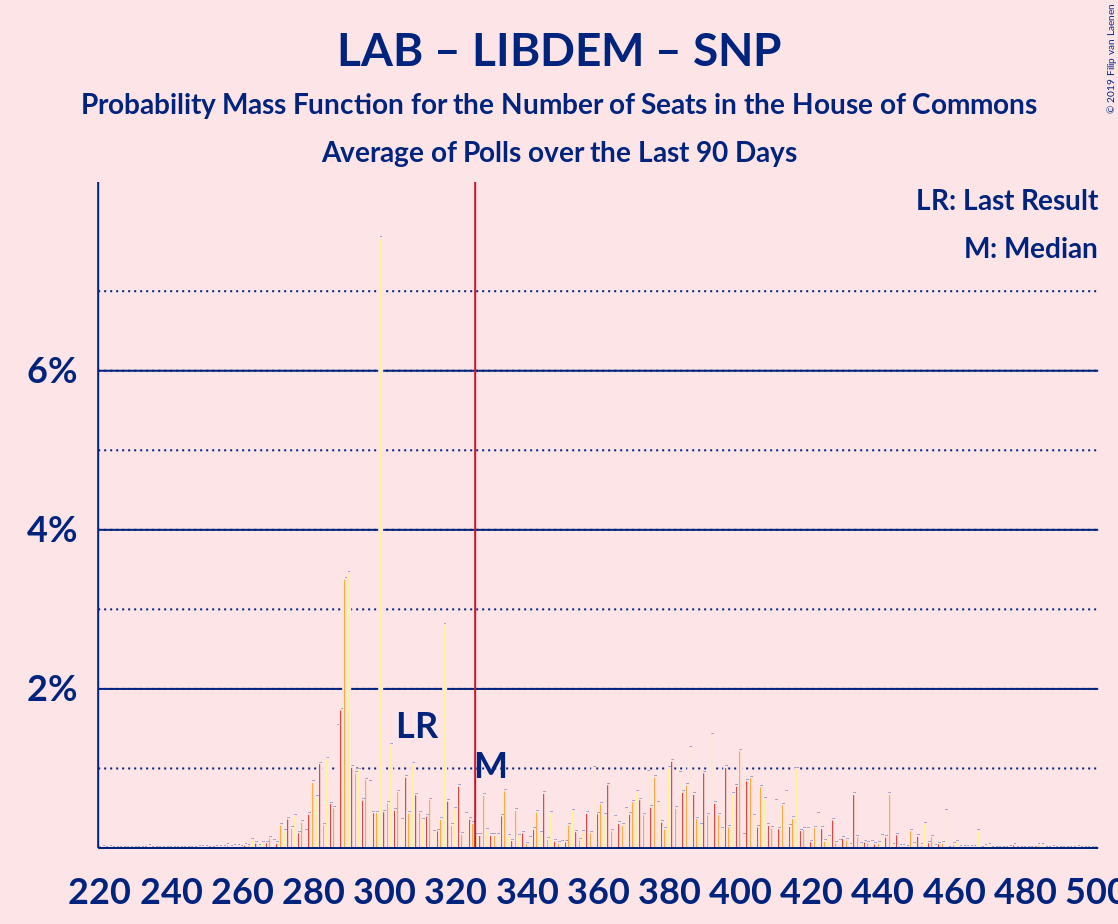 LAB – LIBDEM – SNP
Probability Mass Function for the Number of Seats in the House of Commons
Average of Polls over the Last 90 Days
© 2019 Filip van Laenen
LR: Last Result
M: Median
6%
4%
2%
LR
M
220 240 260 280 300 320 340 360 380 400 420 440 460 480 500